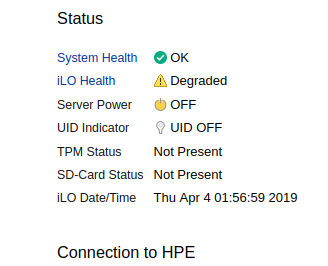 Status
System Health OK
iLO Health Degraded
Server Power OFF
UID Indicator UID OFF
TPM Status Not Present
SD-Card Status Not Present
iLO Date/Time Thu Apr 4 01:56:59 2019
Connection to HPE